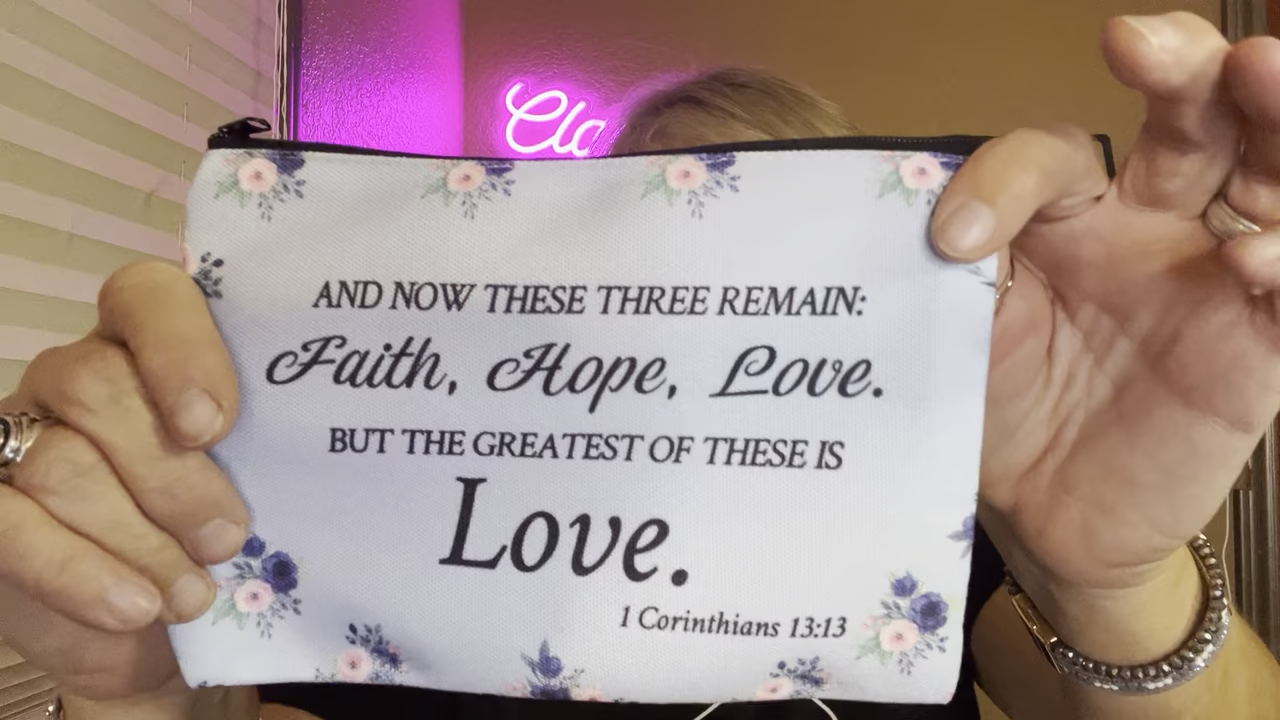 Cla
AND NOW THESE THREE REMAIN:
Faith, Hope, Love.
BUT THE GREATEST OF THESE IS
Love.
1 Corinthians 13:13